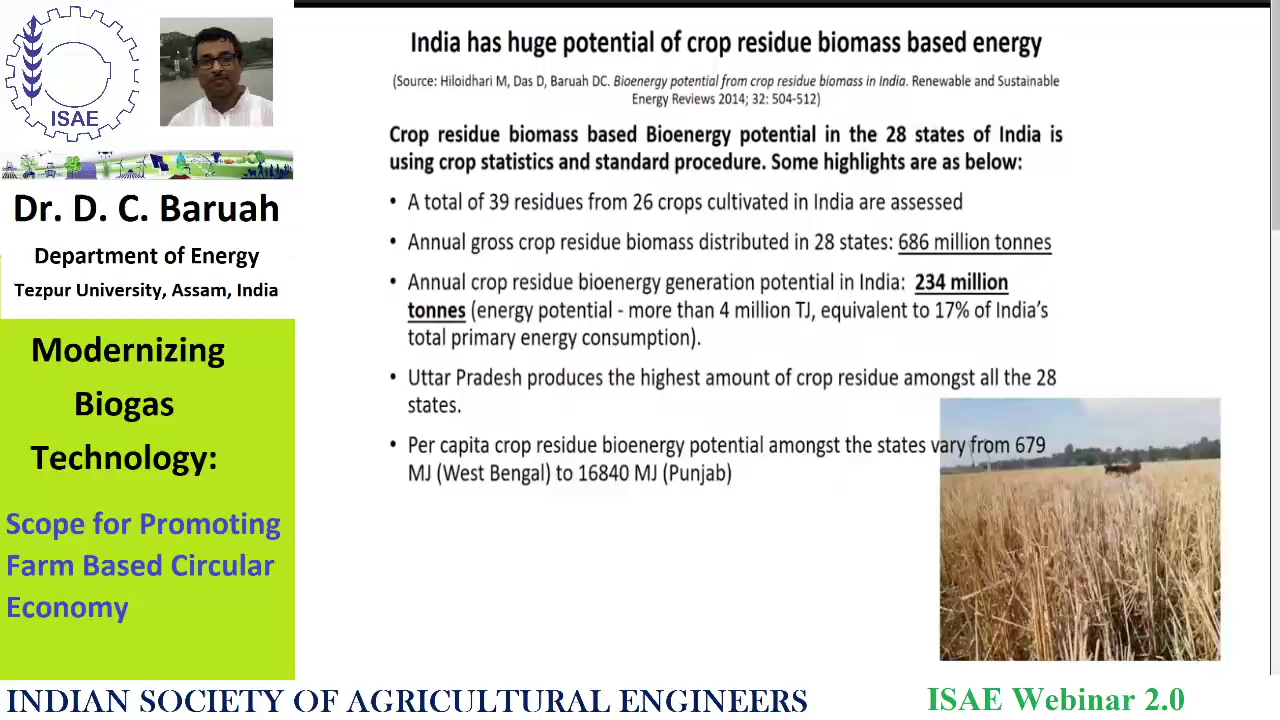 ISAE
Dr. D. C. Baruah
Department of Energy
Tezpur University, Assam, India
Modernizing
Biogas
Technology:
Scope for Promoting
Farm Based Circular
Economy
India has huge potential of crop residue biomass based energy
(Source: Hiloidhari M, Das D, Baruah DC. Bioenergy potential from crop residue biomass in India. Renewable and Sustainable
Energy Reviews 2014; 32: 504-512)
Crop residue biomass based Bioenergy potential in the 28 states of India is
using crop statistics and standard procedure. Some highlights are as below:
• A total of 39 residues from 26 crops cultivated in India are assessed
• Annual gross crop residue biomass distributed in 28 states: 686 million tonnes
• Annual crop residue bioenergy generation potential in India: 234 million
tonnes (energy potential - more than 4 million TJ, equivalent to 17% of India's
total primary energy consumption).
• Uttar Pradesh produces the highest amount of crop residue amongst all the 28
states.
• Per capita crop residue bioenergy potential amongst the states vary from 679
MJ (West Bengal) to 16840 MJ (Punjab)
INDIAN SOCIETY OF AGRICULTURAL ENGINEERS
ISAE Webinar 2.0